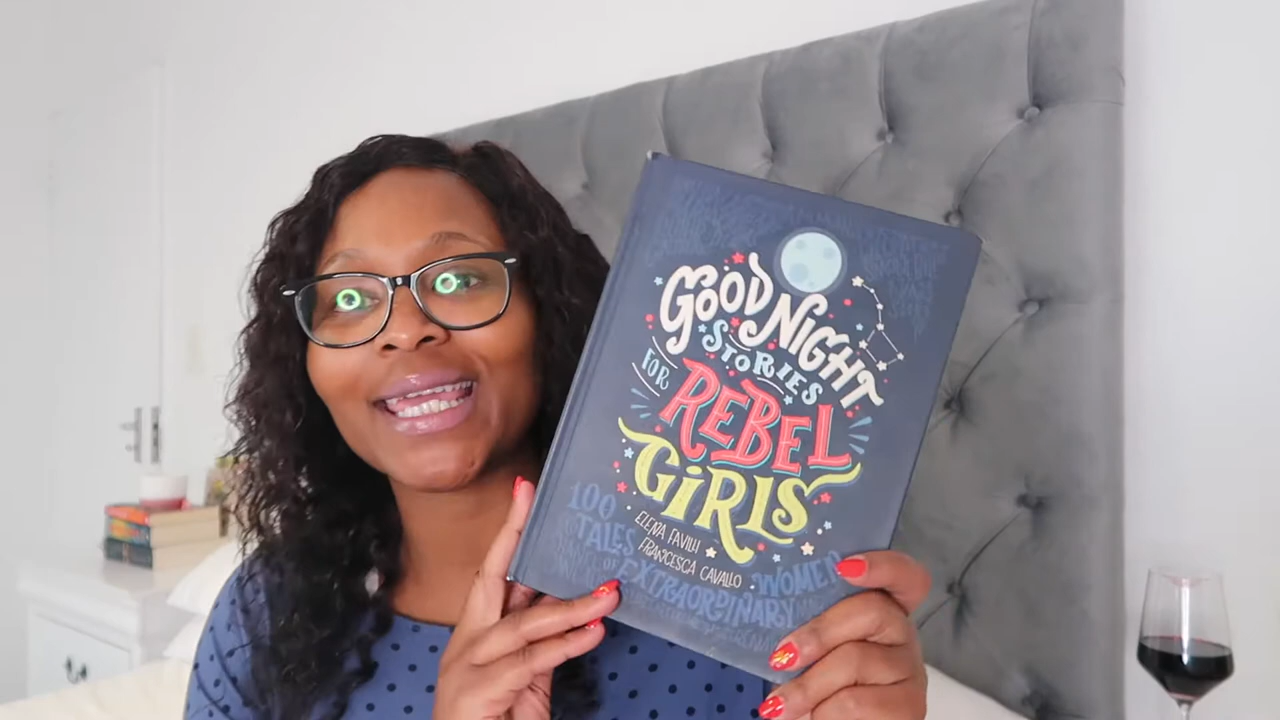 GOOD NIGHT
STORIES
FOR
REBEL
GIRLS
100
TALES
ELENA FAVILLI
FRANCESCA CAVALLO
OF
EXTRAORDINARY
WOMEN